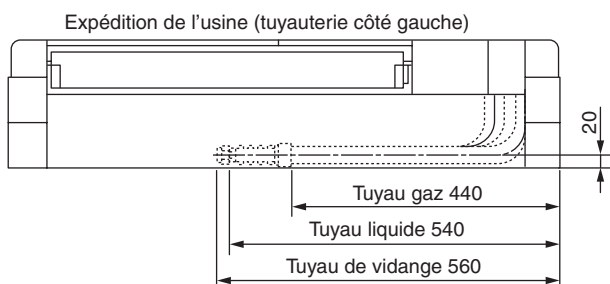 Expédition de l’usine (tuyauterie côté gauche)
20
Tuyau gaz 440
Tuyau liquide 540
Tuyau de vidange 560